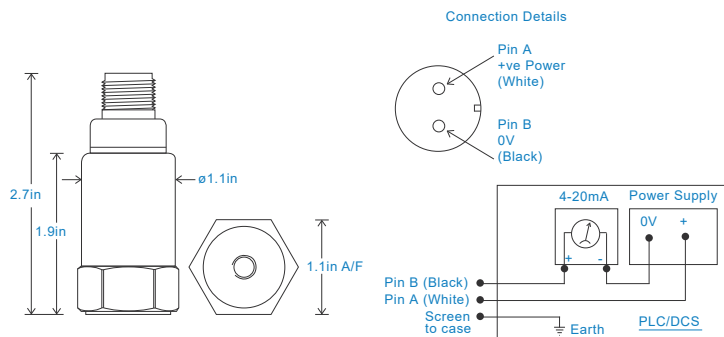 Connection Details
Pin A
+ve Power
(White)
Pin B
0V
(Black)
2.7in
1.9in
ø1.1in
1.1in A/F
4-20mA
Power Supply
0V +
+ -
Pin B (Black)
Pin A (White)
Screen
to case
Earth
PLC/DCS